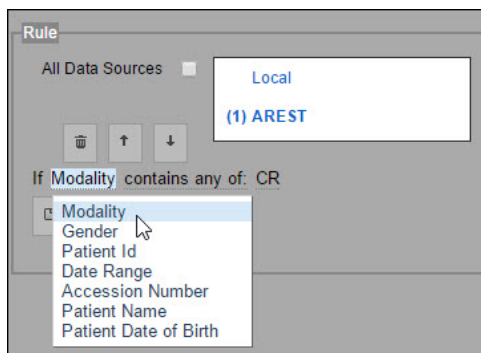 Rule
All Data Sources
Local
(1) AREST
If Modality contains any of: CR
Modality
Gender
Patient Id
Date Range
Accession Number
Patient Name
Patient Date of Birth